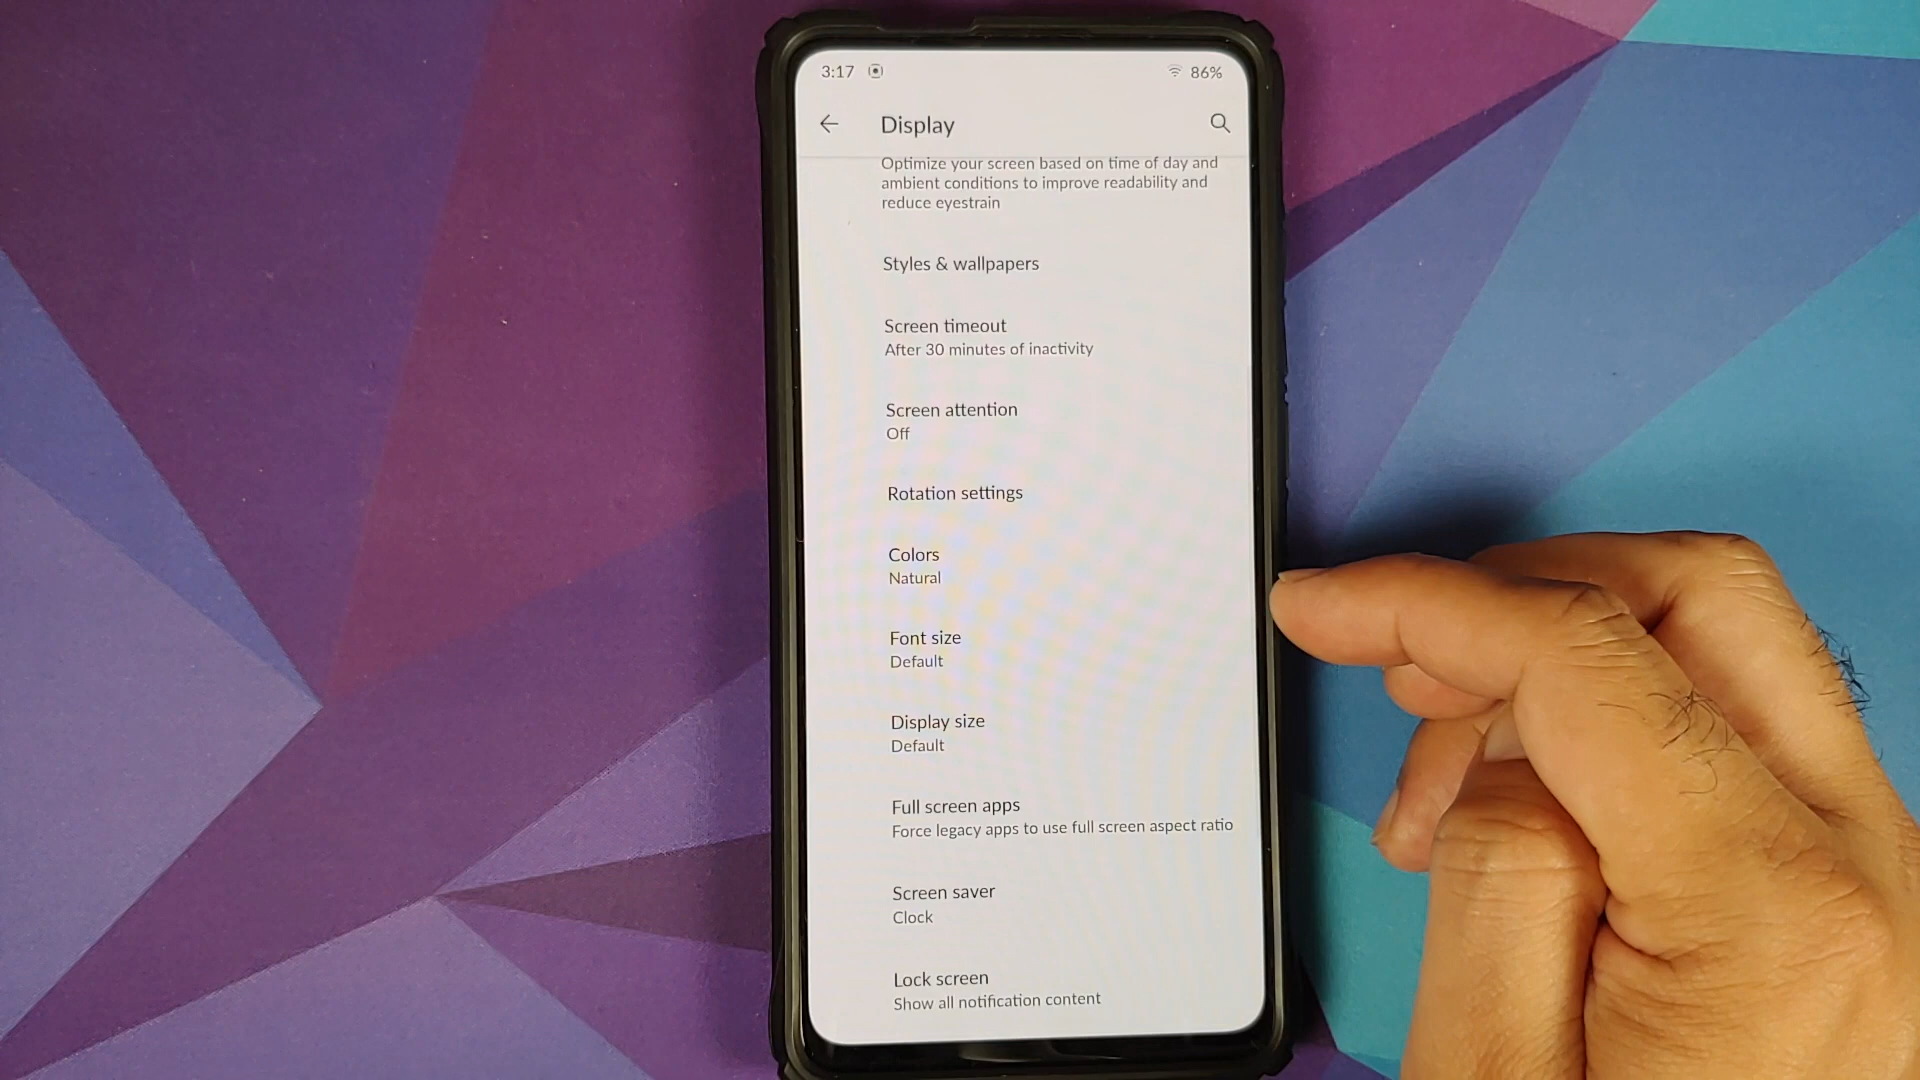 3:17 86%
Display
Optimize your screen based on time of day and
ambient conditions to improve readability and
reduce eyestrain
Styles & wallpapers
Screen timeout
After 30 minutes of inactivity
Screen attention
Off
Rotation settings
Colors
Natural
Font size
Default
Display size
Default
Full screen apps
Force legacy apps to use full screen aspect ratio
Screen saver
Clock
Lock screen
Show all notification content